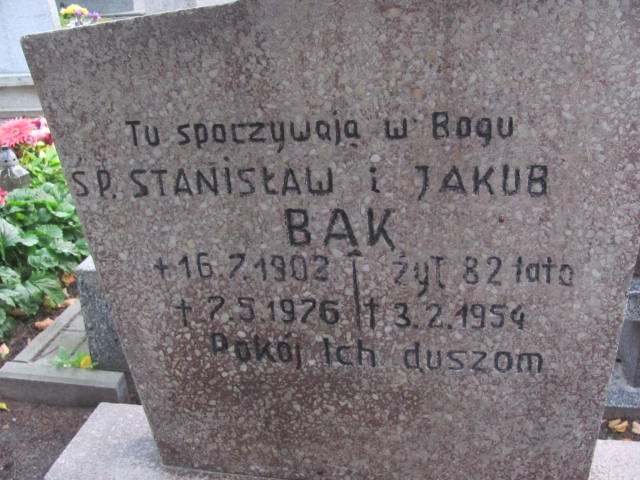 Tu spoczywają w Bogu
ŚP. STANISŁAW i JAKUB
BĄK
+16.7.1902 żył 82 lata
† 7.5.1976 † 3.2.1954
Pokój Ich duszom